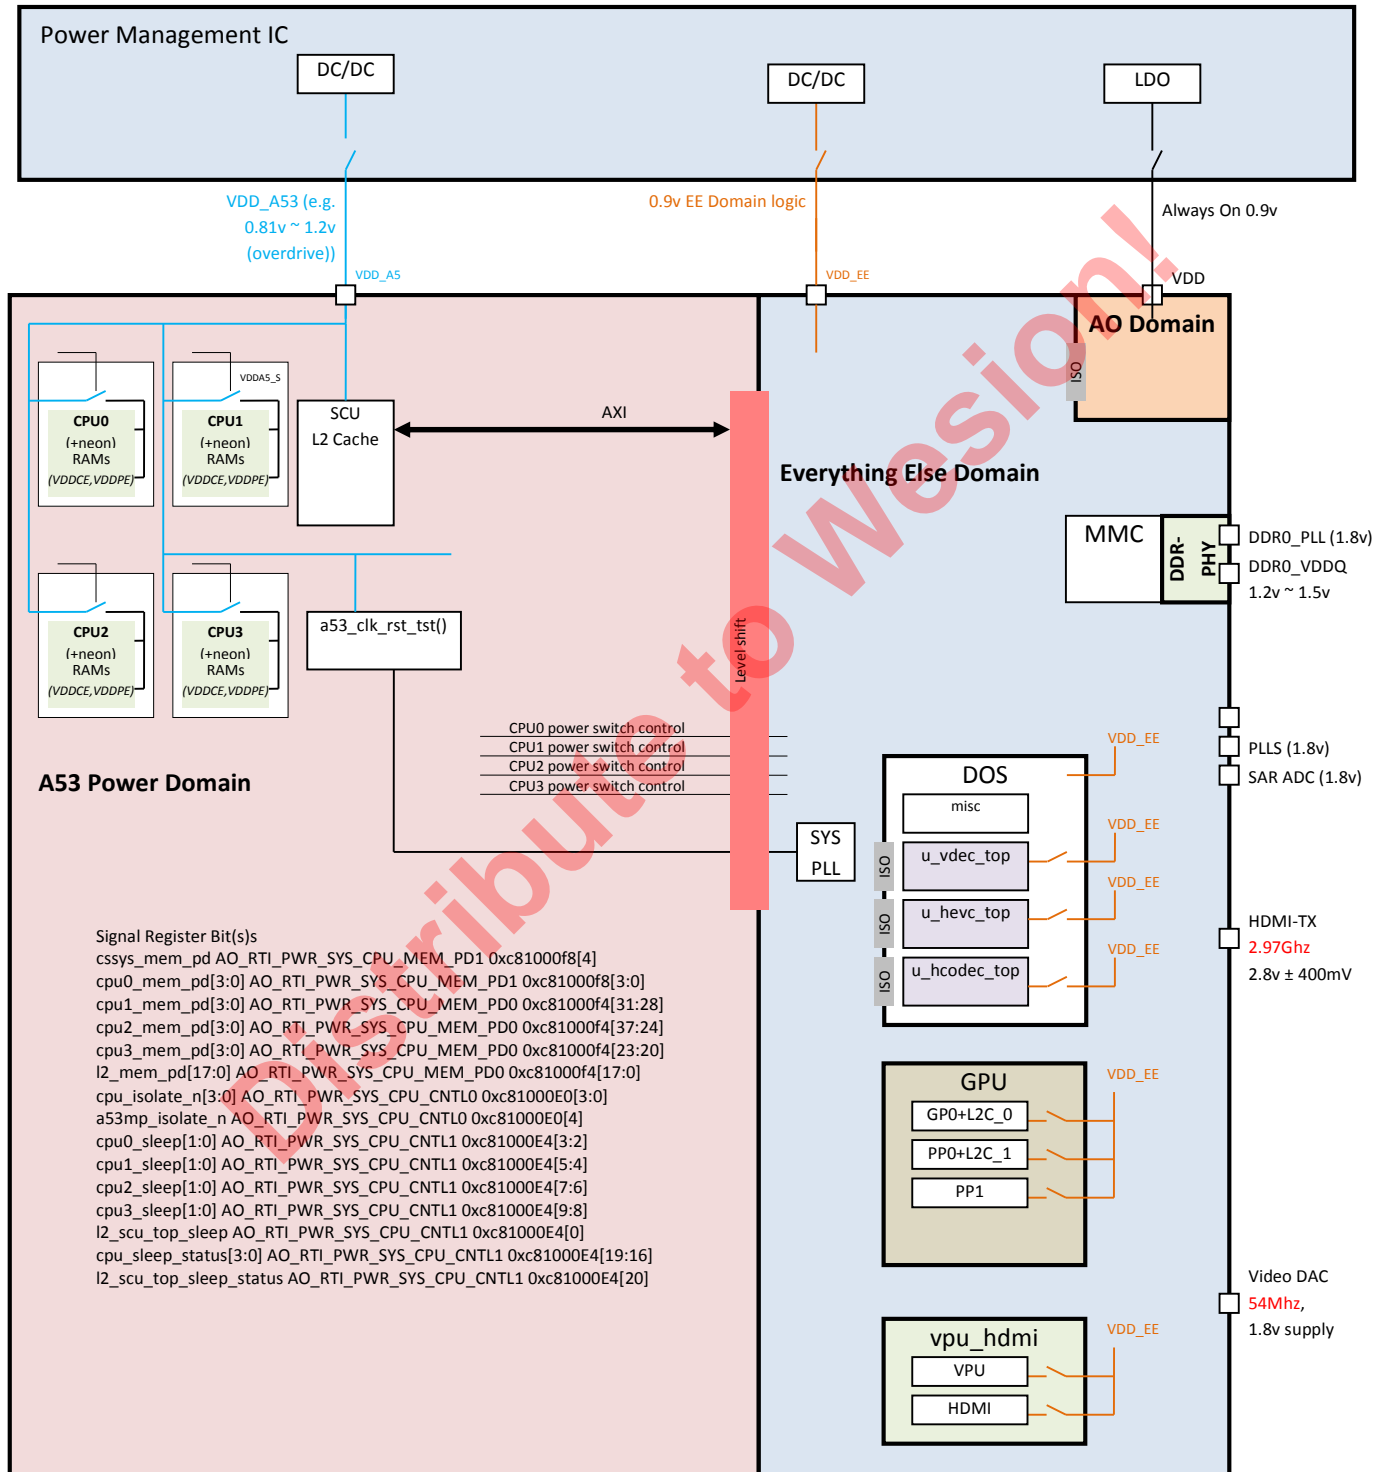 Power Management IC
DC/DC
DC/DC
LDO
VDD_A53 (e.g.
0.81v ~ 1.2v
(overdrive))
0.9v EE Domain logic
Always On 0.9v
VDD_A5
VDD_EE
VDD
AO Domain
ISO
VDDA5_S
CPU0
(+neon)
RAMs
(VDDCE,VDDPE)
CPU1
(+neon)
RAMs
(VDDCE,VDDPE)
SCU
L2 Cache
AXI
Everything Else Domain
MMC
DDR-
PHY
DDR0_PLL (1.8v)
DDR0_VDDQ
1.2v ~ 1.5v
CPU2
(+neon)
RAMs
(VDDCE,VDDPE)
CPU3
(+neon)
RAMs
(VDDCE,VDDPE)
a53_clk_rst_tst()
Level shift
CPU0 power switch control
CPU1 power switch control
CPU2 power switch control
CPU3 power switch control
A53 Power Domain
PLLS (1.8v)
SAR ADC (1.8v)
SYS
PLL
DOS
VDD_EE
misc
ISO
u_vdec_top
VDD_EE
ISO
u_hevc_top
VDD_EE
ISO
u_hcodec_top
VDD_EE
HDMI-TX
2.97Ghz
2.8v ± 400mV
Signal Register Bit(s)s
cssys_mem_pd AO_RTI_PWR_SYS_CPU_MEM_PD1 0xc81000f8[4]
cpu0_mem_pd[3:0] AO_RTI_PWR_SYS_CPU_MEM_PD1 0xc81000f8[3:0]
cpu1_mem_pd[3:0] AO_RTI_PWR_SYS_CPU_MEM_PD0 0xc81000f4[31:28]
cpu2_mem_pd[3:0] AO_RTI_PWR_SYS_CPU_MEM_PD0 0xc81000f4[37:24]
cpu3_mem_pd[3:0] AO_RTI_PWR_SYS_CPU_MEM_PD0 0xc81000f4[23:20]
l2_mem_pd[17:0] AO_RTI_PWR_SYS_CPU_MEM_PD0 0xc81000f4[17:0]
cpu_isolate_n[3:0] AO_RTI_PWR_SYS_CPU_CNTL0 0xc81000E0[3:0]
a53mp_isolate_n AO_RTI_PWR_SYS_CPU_CNTL0 0xc81000E0[4]
cpu0_sleep[1:0] AO_RTI_PWR_SYS_CPU_CNTL1 0xc81000E4[3:2]
cpu1_sleep[1:0] AO_RTI_PWR_SYS_CPU_CNTL1 0xc81000E4[5:4]
cpu2_sleep[1:0] AO_RTI_PWR_SYS_CPU_CNTL1 0xc81000E4[7:6]
cpu3_sleep[1:0] AO_RTI_PWR_SYS_CPU_CNTL1 0xc81000E4[9:8]
l2_scu_top_sleep AO_RTI_PWR_SYS_CPU_CNTL1 0xc81000E4[0]
cpu_sleep_status[3:0] AO_RTI_PWR_SYS_CPU_CNTL1 0xc81000E4[19:16]
l2_scu_top_sleep_status AO_RTI_PWR_SYS_CPU_CNTL1 0xc81000E4[20]
GPU
VDD_EE
GP0+L2C_0
PP0+L2C_1
PP1
Video DAC
54Mhz,
1.8v supply
vpu_hdmi
VDD_EE
VPU
HDMI
Distribute to Wesion!